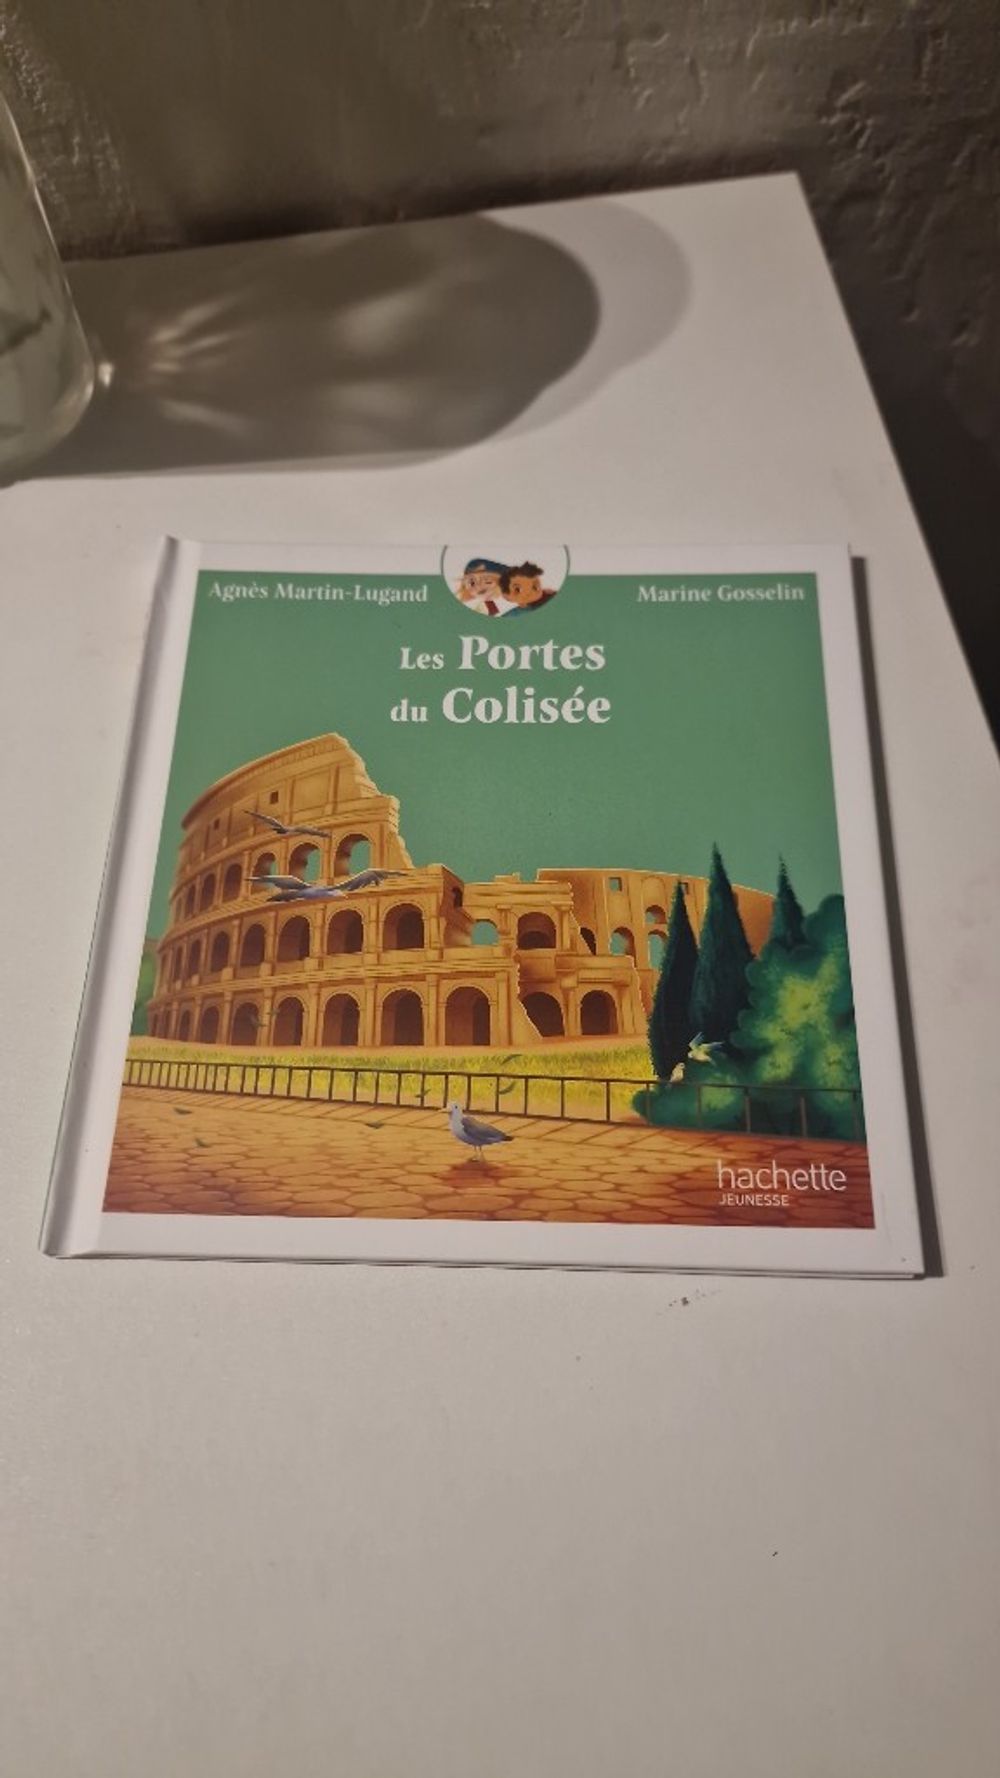 Agnès Martin-Lugand
Marine Gosselin
Les Portes
du Colisée
hachette
JEUNESSE